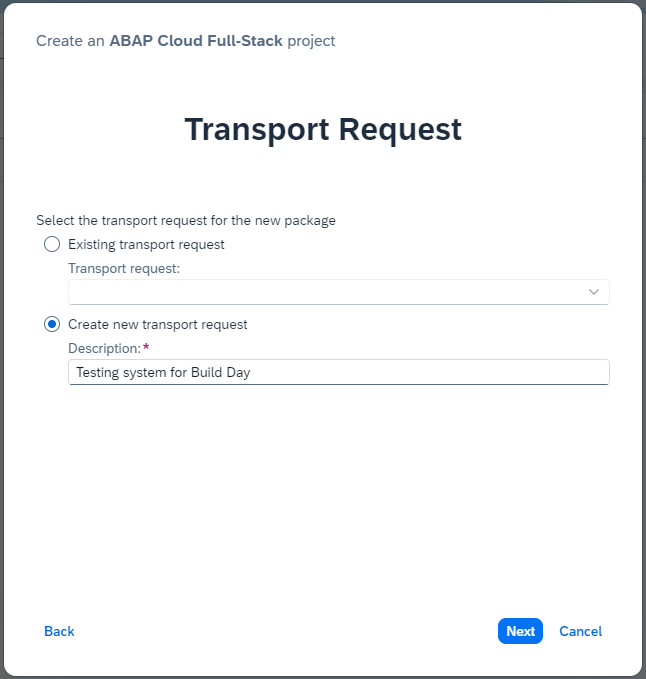 Create an ABAP Cloud Full-Stack project
Transport Request
Select the transport request for the new package
Existing transport request
Transport request:
Create new transport request
Description:*
Testing system for Build Day
Back
Next
Cancel